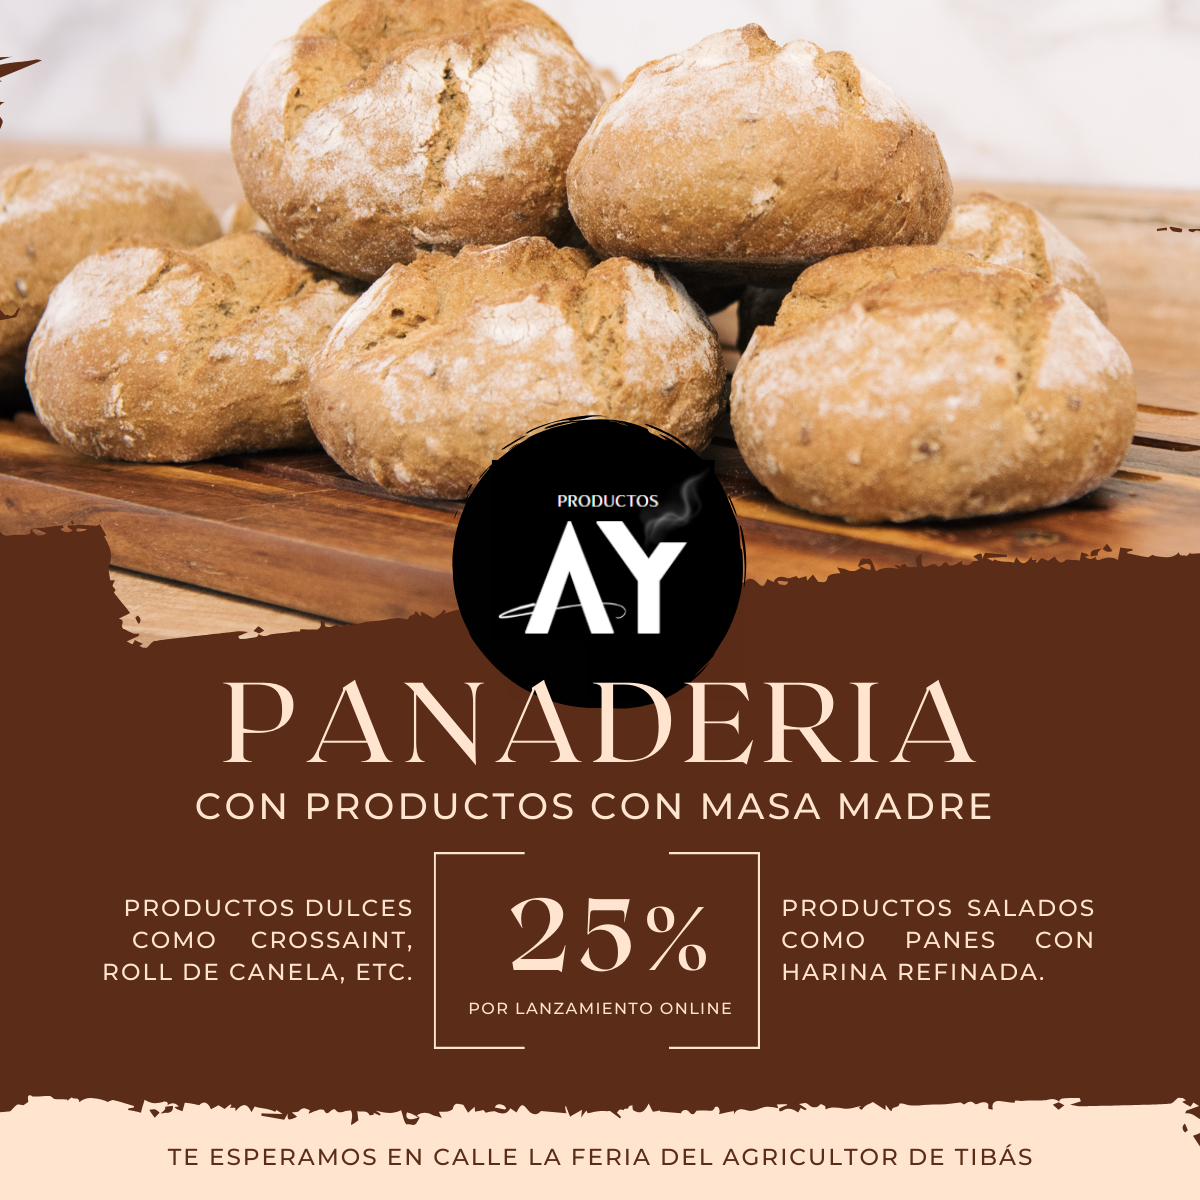 PRODUCTOS
AY
PANADERIA
CON PRODUCTOS CON MASA MADRE
PRODUCTOS DULCES
COMO CROSSAINT,
ROLL DE CANELA, ETC.
25%
POR LANZAMIENTO ONLINE
PRODUCTOS SALADOS
COMO PANES CON
HARINA REFINADA.
TE ESPERAMOS EN CALLE LA FERIA DEL AGRICULTOR DE TIBÁS